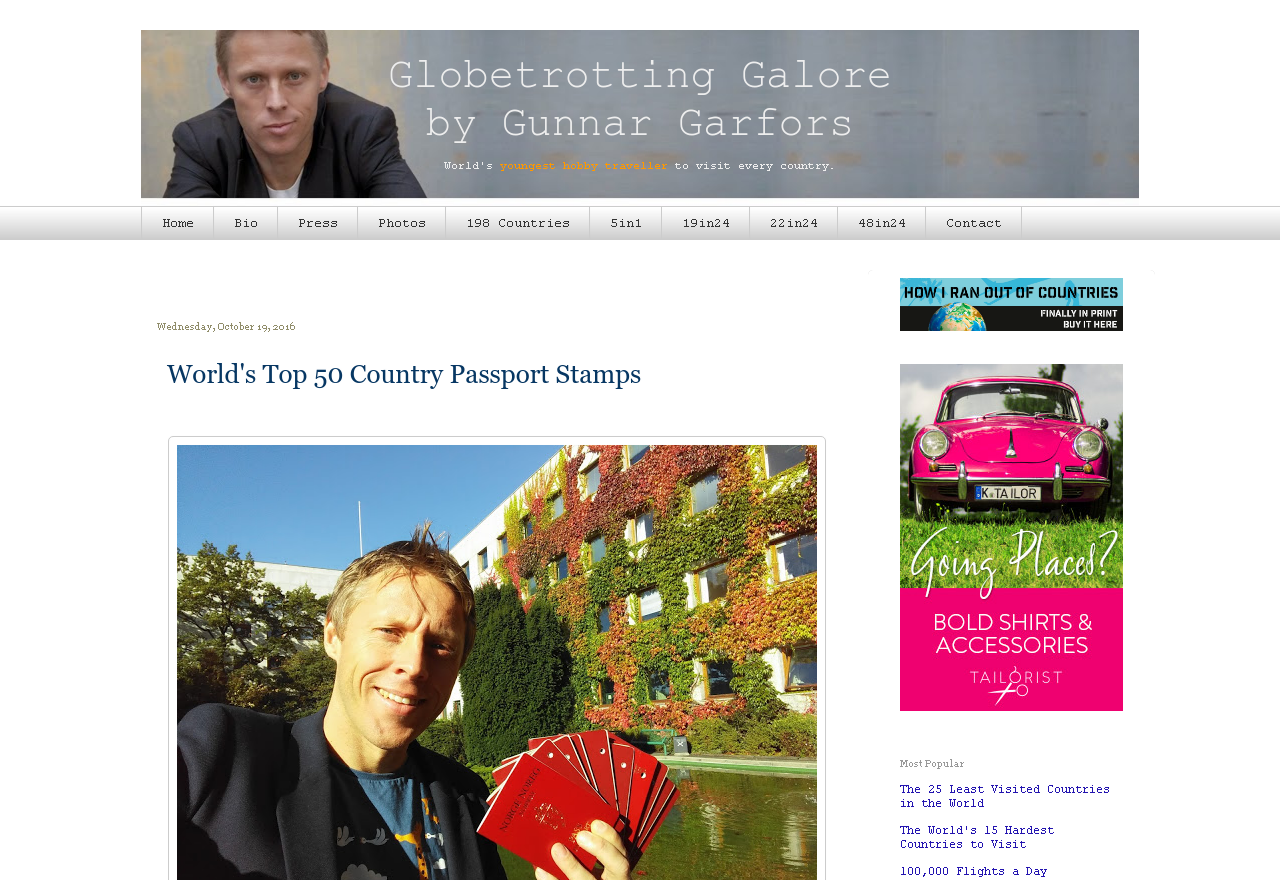 Globetrotting Galore
by Gunnar Garfors
World's youngest hobby traveller to visit every country.
Home Bio Press Photos 198 Countries 5in1 19in24 22in24 48in24 Contact
Wednesday, October 19, 2016
World's Top 50 Country Passport Stamps
NORGE NOREG
HOW I RAN OUT OF COUNTRIES
FINALLY IN PRINT
BUY IT HERE
K TAILOR
Going Places?
BOLD SHIRTS &
ACCESSORIES
TAILORIST
Most Popular
The 25 Least Visited Countries
in the World
The World's 15 Hardest
Countries to Visit
100,000 Flights a Day